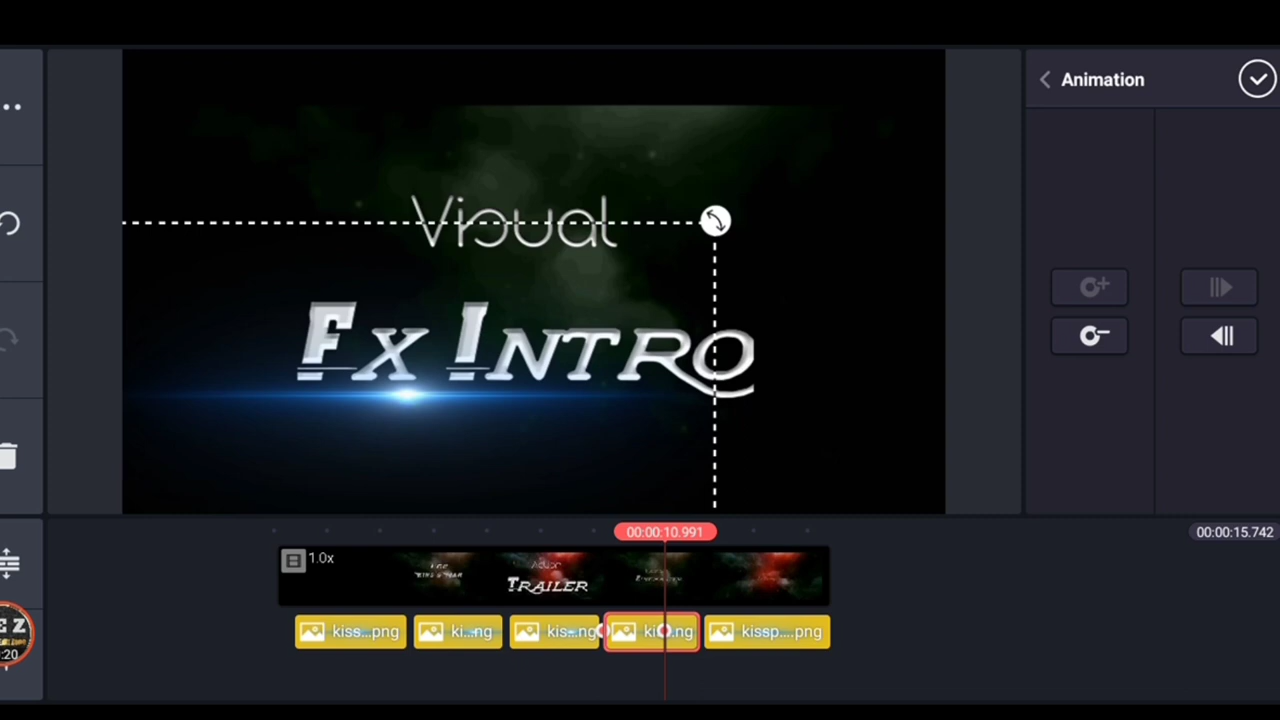 Animation
Visual
Fx Intro
00:00:10.991
00:00:15.742
1.0x
TRAILER
kiss...png
ki...ng
kis...ng
ki...ng
kissp....png
E Z
:20